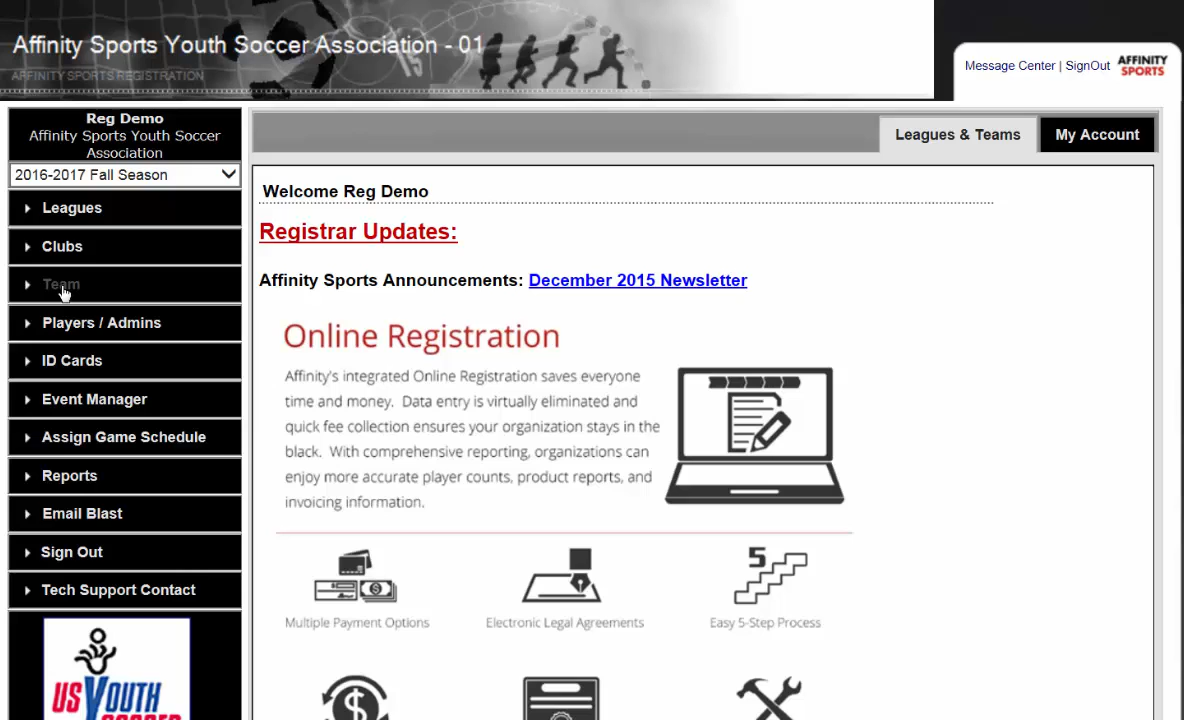 Affinity Sports Youth Soccer Association - 01
AFFINITY SPORTS REGISTRATION
Message Center | SignOut
AFFINITY
SPORTS
Reg Demo
Affinity Sports Youth Soccer
Association
2016-2017 Fall Season
Leagues
Clubs
Team
Players / Admins
ID Cards
Event Manager
Assign Game Schedule
Reports
Email Blast
Sign Out
Tech Support Contact
US YOUTH
SOCCER
Leagues & Teams
My Account
Welcome Reg Demo
Registrar Updates:
Affinity Sports Announcements: December 2015 Newsletter
Online Registration
Affinity's integrated Online Registration saves everyone
time and money. Data entry is virtually eliminated and
quick fee collection ensures your organization stays in the
black. With comprehensive reporting, organizations can
enjoy more accurate player counts, product reports, and
invoicing information.
5
Multiple Payment Options
Electronic Legal Agreements
Easy 5-Step Process